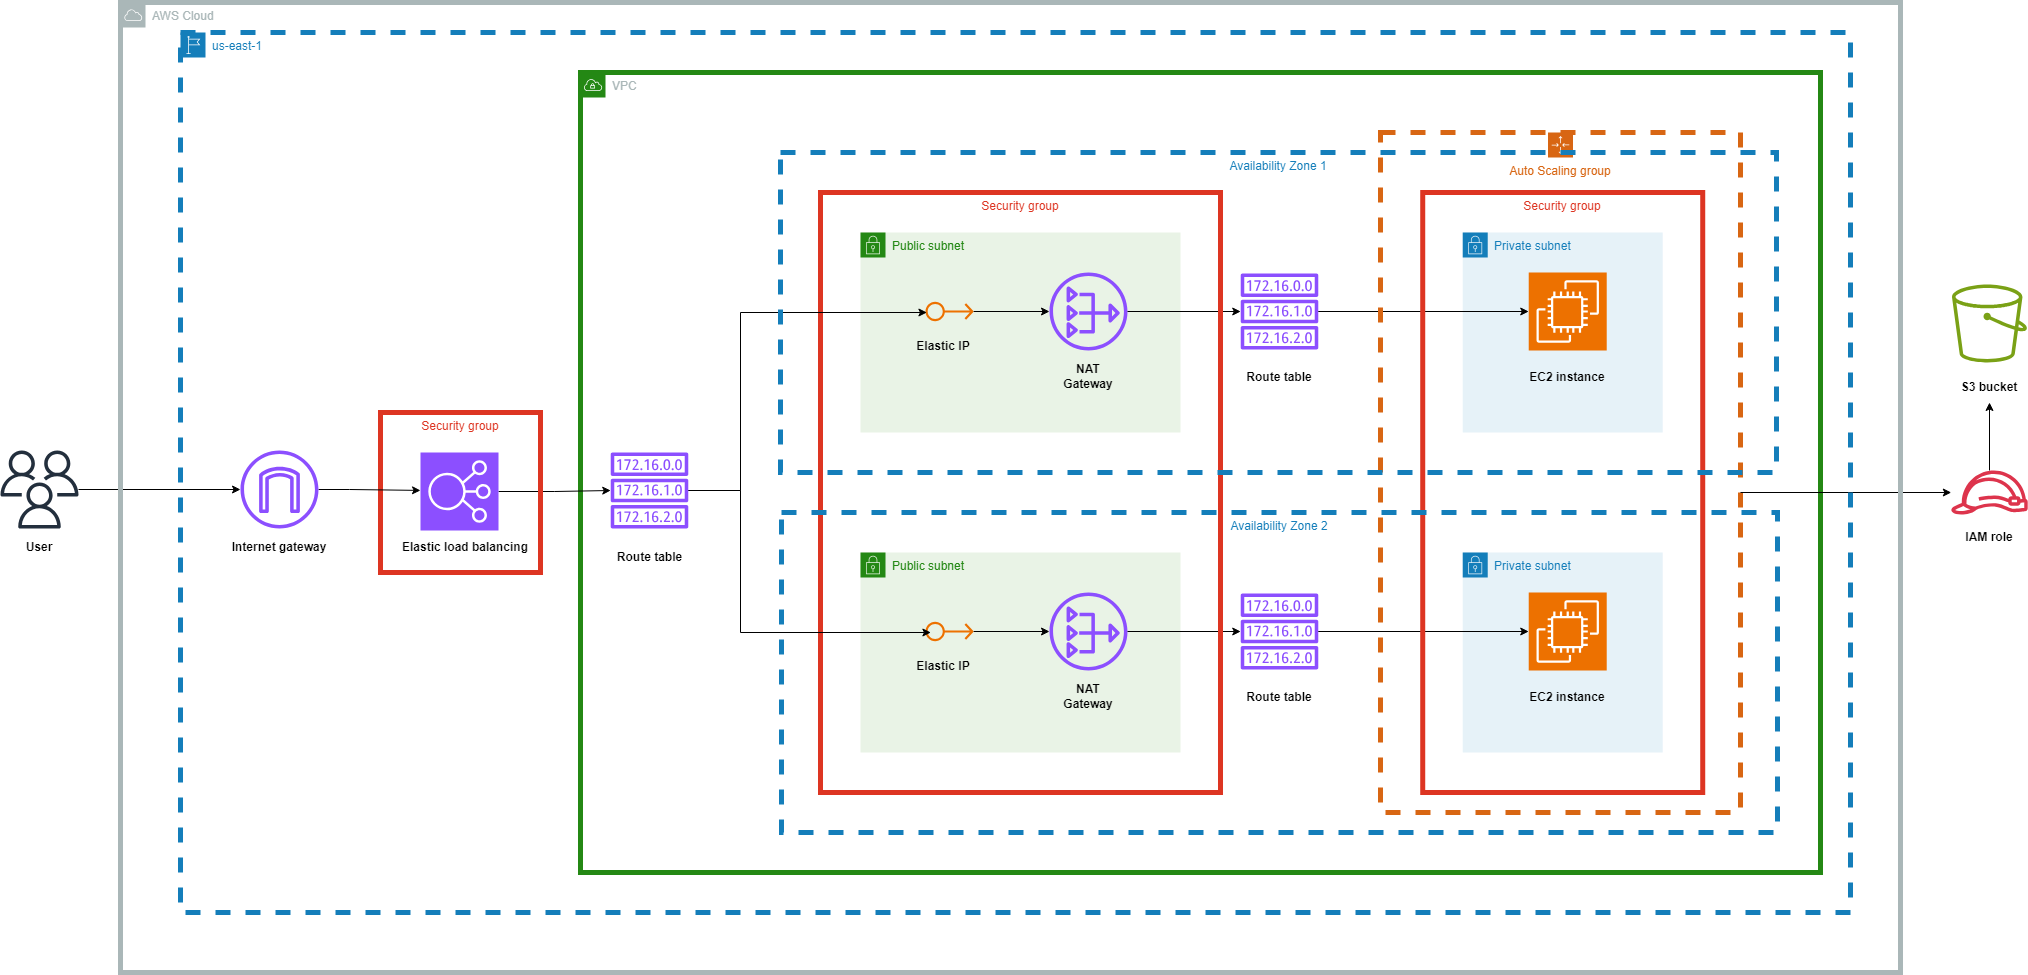 AWS Cloud
us-east-1
VPC
Availability Zone 1
Auto Scaling group
Security group
Security group
Public subnet
Private subnet
172.16.0.0
172.16.1.0
172.16.2.0
Elastic IP
NAT
Gateway
Route table
EC2 instance
S3 bucket
Security group
172.16.0.0
172.16.1.0
172.16.2.0
User
Internet gateway
Elastic load balancing
Route table
Availability Zone 2
IAM role
Public subnet
Private subnet
172.16.0.0
172.16.1.0
172.16.2.0
Elastic IP
NAT
Gateway
Route table
EC2 instance